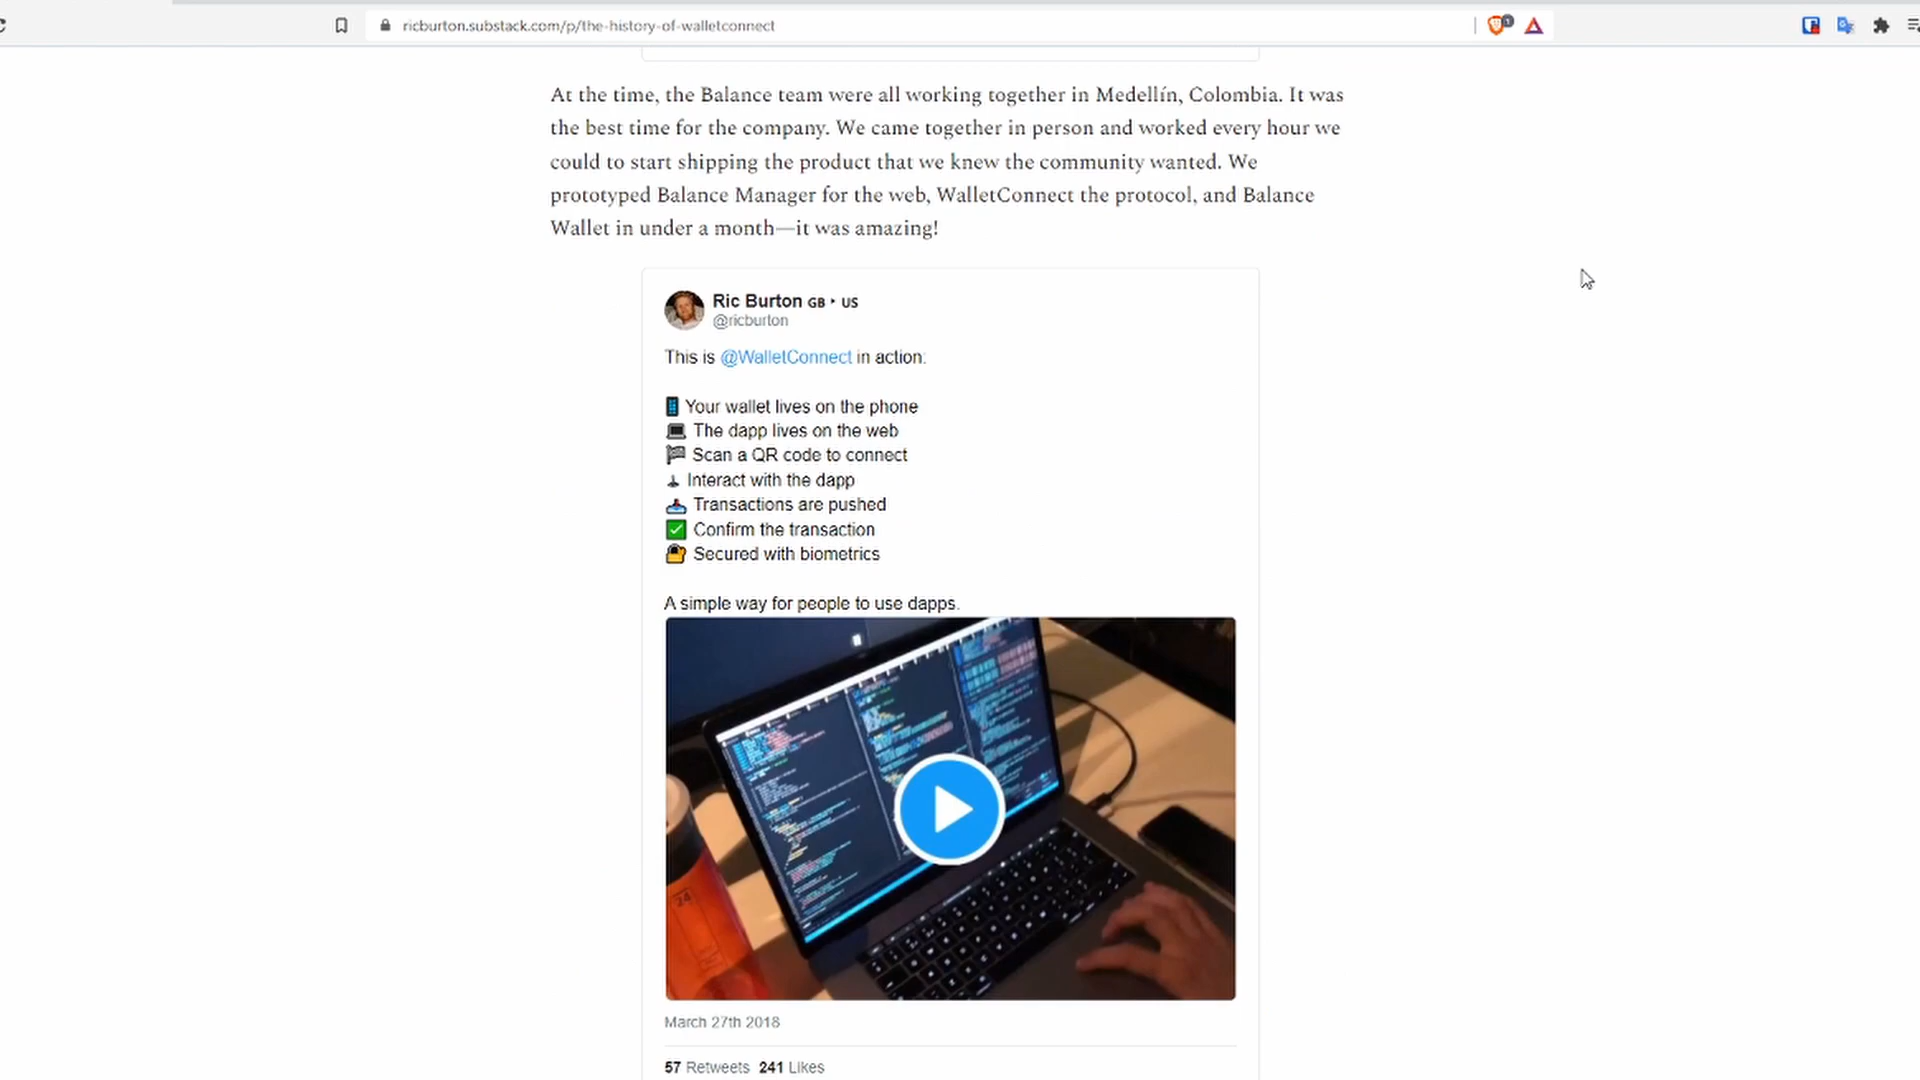 ricburton.substack.com/p/the-history-of-walletconnect
1
At the time, the Balance team were all working together in Medellín, Colombia. It was
the best time for the company. We came together in person and worked every hour we
could to start shipping the product that we knew the community wanted. We
prototyped Balance Manager for the web, WalletConnect the protocol, and Balance
Wallet in under a month—it was amazing!
Ric Burton GB‣US
@ricburton
This is @WalletConnect in action:
📱 Your wallet lives on the phone
💻 The dapp lives on the web
🏁 Scan a QR code to connect
🕹 Interact with the dapp
📥 Transactions are pushed
✅ Confirm the transaction
🔐 Secured with biometrics
A simple way for people to use dapps.
24
March 27th 2018
57 Retweets 241 Likes